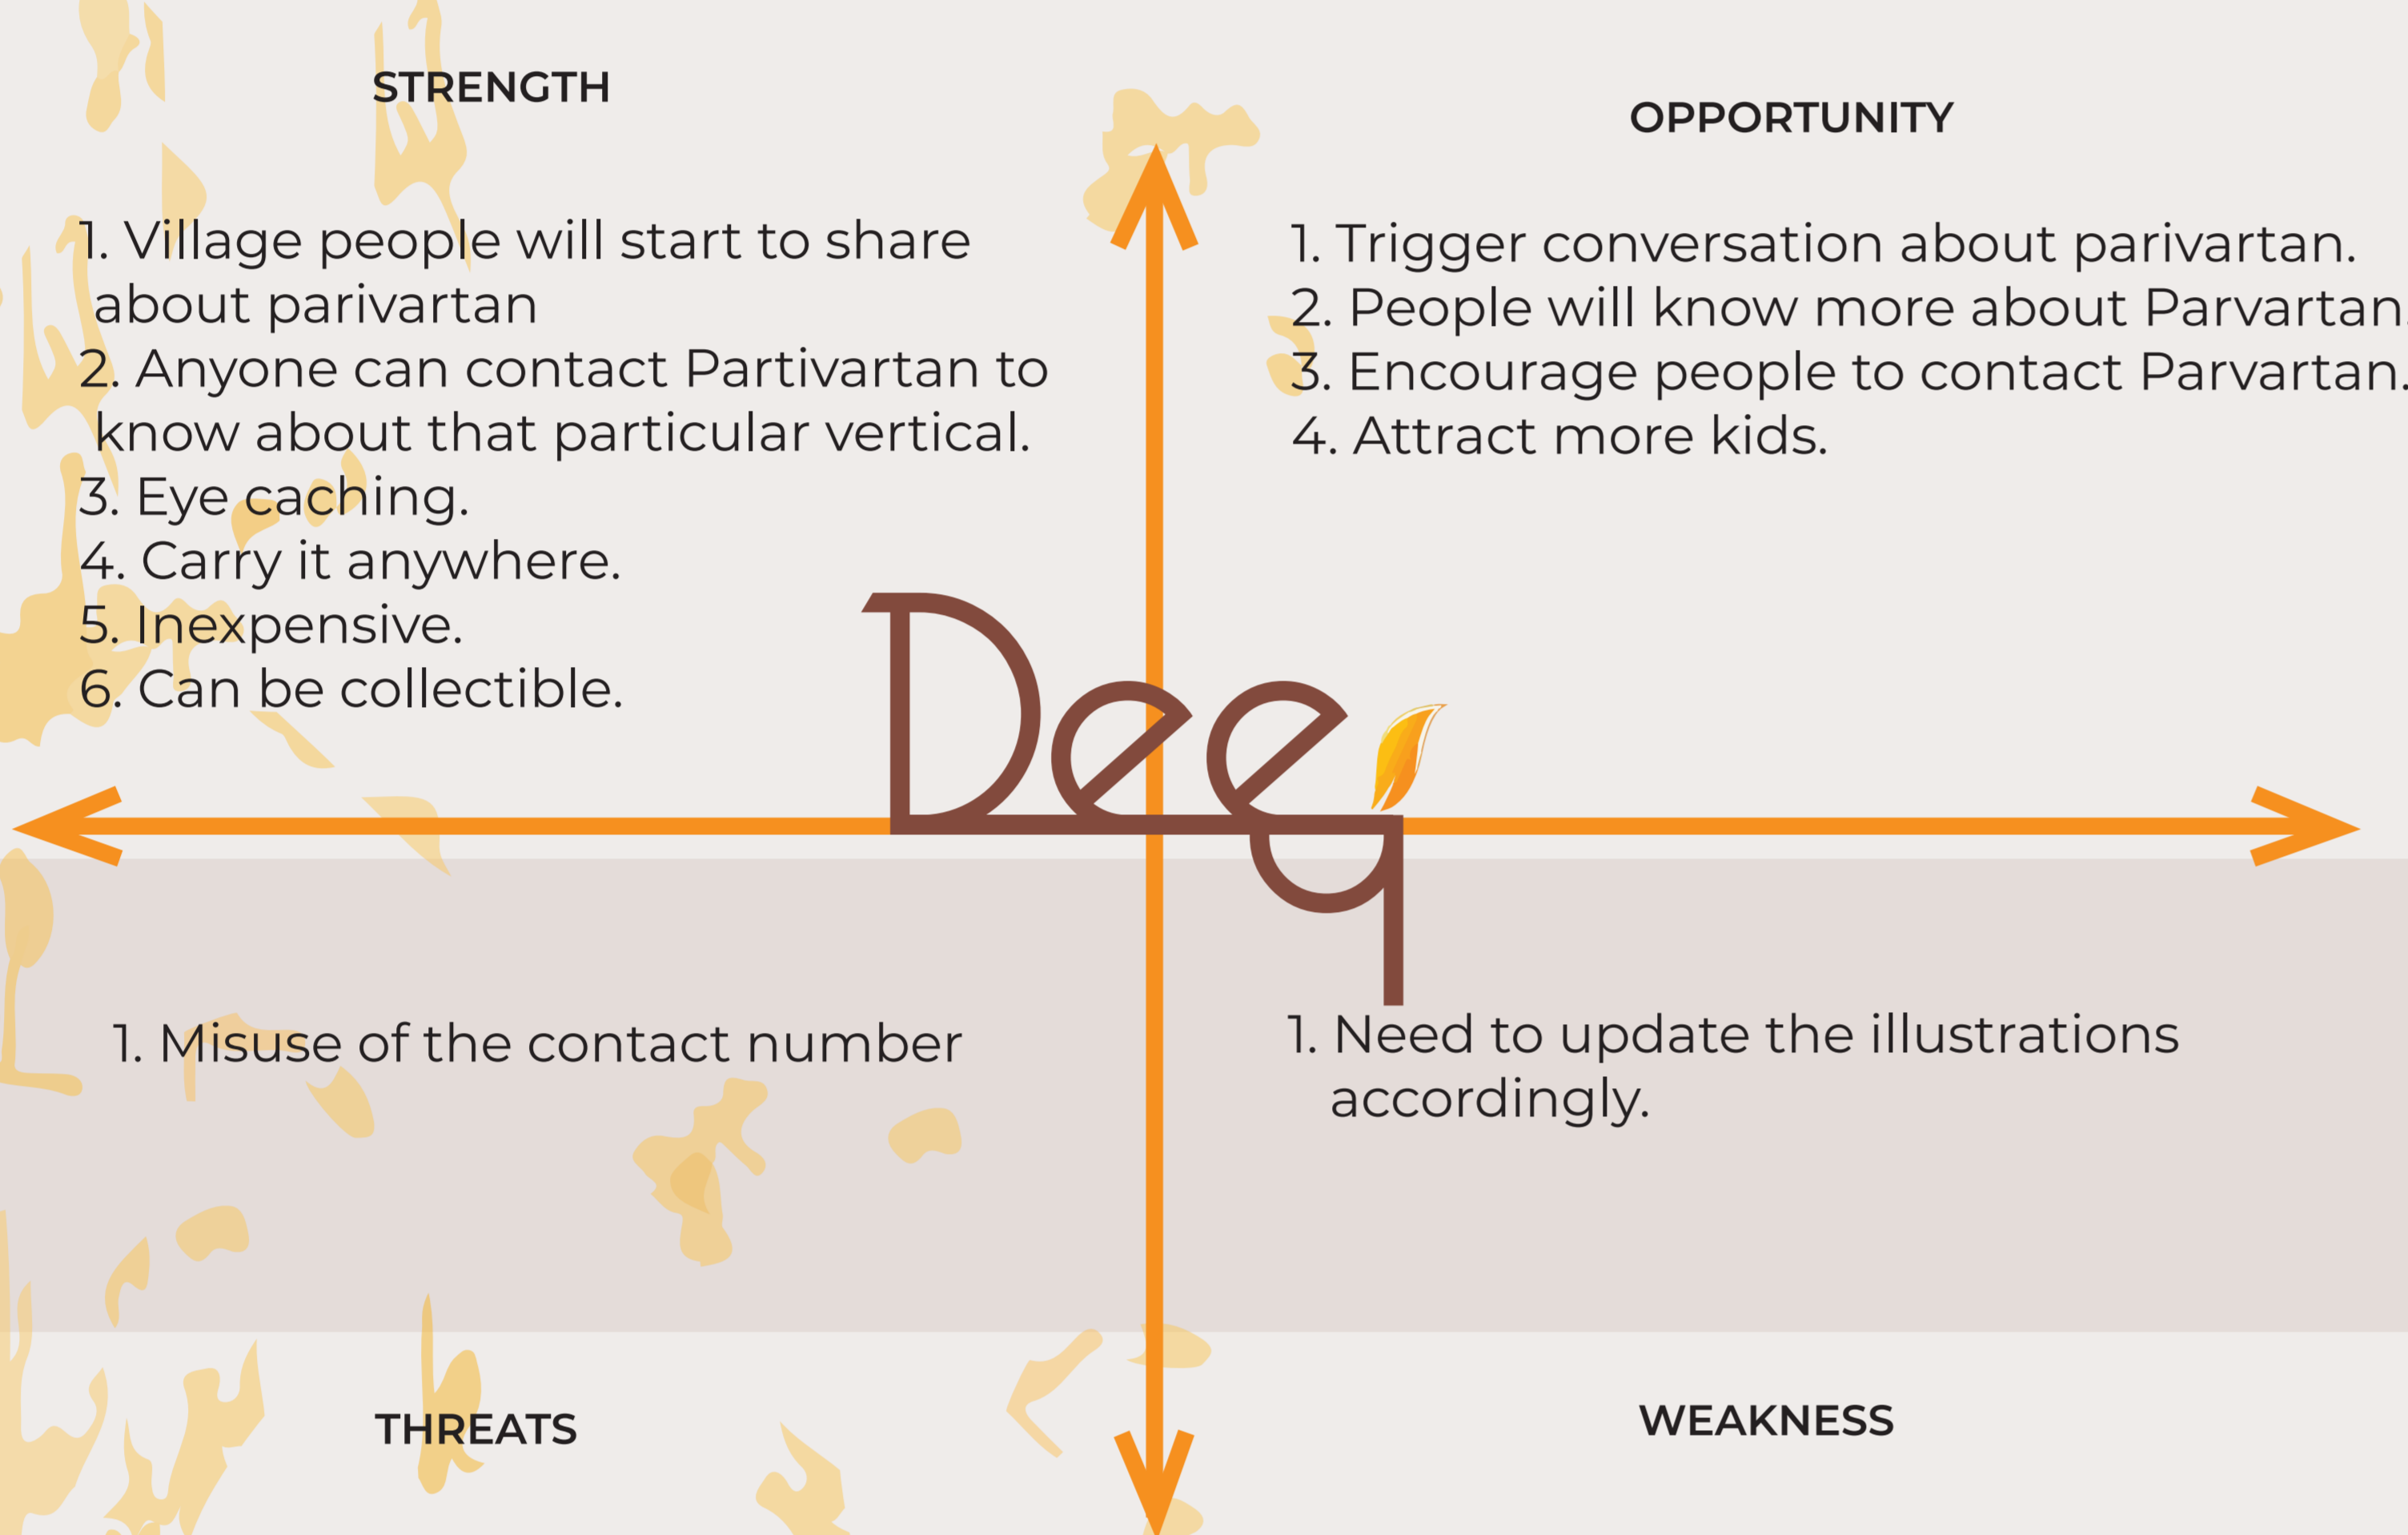 STRENGTH
1. Village people will start to share
about parivartan
2. Anyone can contact Partivartan to
know about that particular vertical.
3. Eye caching.
4. Carry it anywhere.
5. Inexpensive.
6. Can be collectible.
OPPORTUNITY
1. Trigger conversation about parivartan.
2. People will know more about Parvartan.
3. Encourage people to contact Parvartan.
4. Attract more kids.
Deeq
1. Misuse of the contact number
THREATS
1. Need to update the illustrations
accordingly.
WEAKNESS